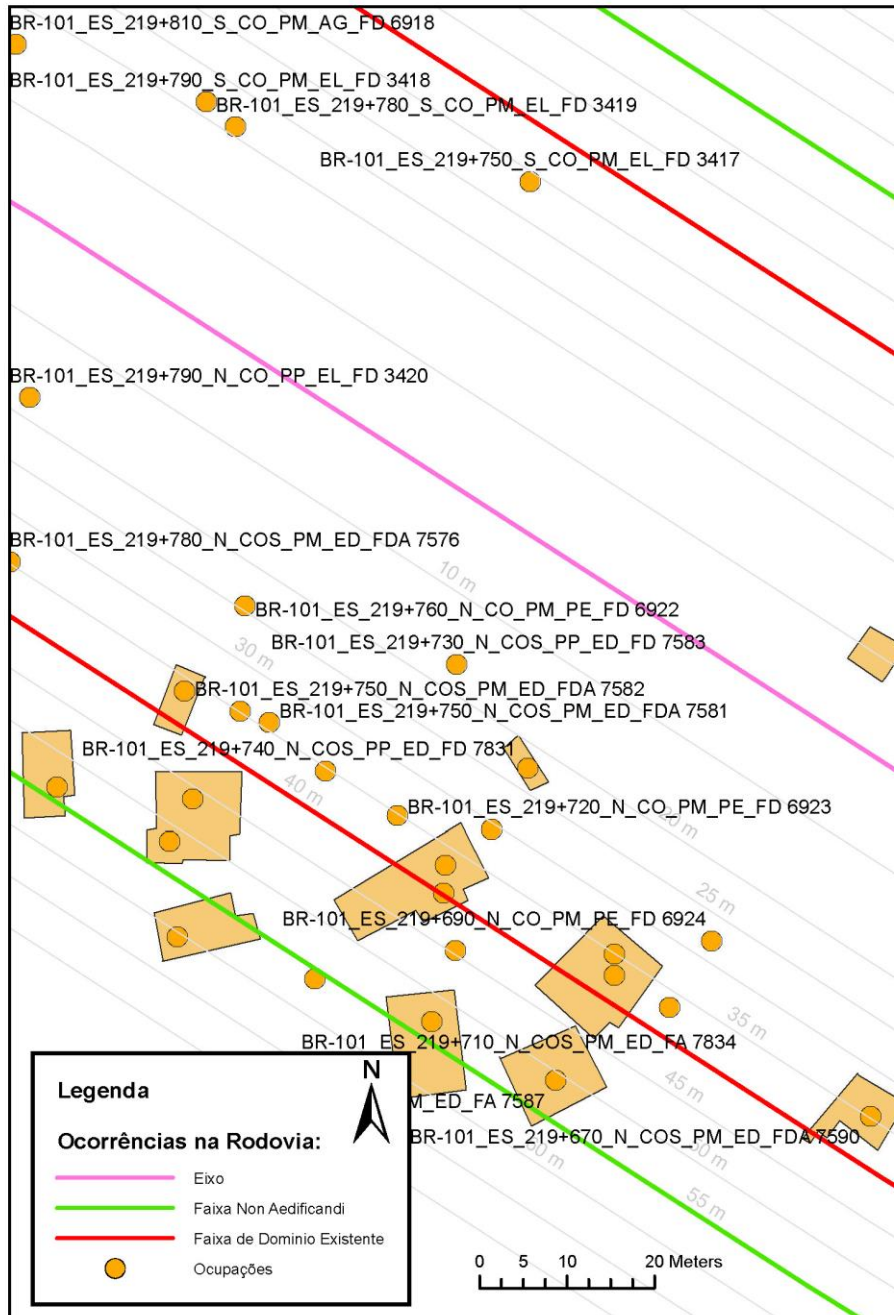 BR-101_ES_219+810_S_CO_PM_AG_FD 6918
BR-101_ES_219+790_S_CO_PM_EL_FD 3418
BR-101_ES_219+780_S_CO_PM_EL_FD 3419
BR-101_ES_219+750_S_CO_PM_EL_FD 3417
BR-101_ES_219+790_N_CO_PP_EL_FD 3420
BR-101_ES_219+780_N_COS_PM_ED_FDA 7576
10 m
BR-101_ES_219+760_N_CO_PM_PE_FD 6922
BR-101_ES_219+730_N_COS_PP_ED_FD 7583
30 m
BR-101_ES_219+750_N_COS_PM_ED_FDA 7582
BR-101_ES_219+750_N_COS_PM_ED_FDA 7581
BR-101_ES_219+740_N_COS_PP_ED_FD 7831
40 m
BR-101_ES_219+720_N_CO_PM_PE_FD 6923
20 m
25 m
BR-101_ES_219+690_N_CO_PM_PE_FD 6924
35 m
BR-101_ES_219+710_N_COS_PM_ED_FA 7834
45 m
M_ED_FA 7587
BR-101_ES_219+670_N_COS_PM_ED_FDA 7590
55 m
N
Legenda
Ocorrências na Rodovia:
Eixo
Faixa Non Aedificandi
Faixa de Dominio Existente
Ocupações
0 5 10 20 Meters